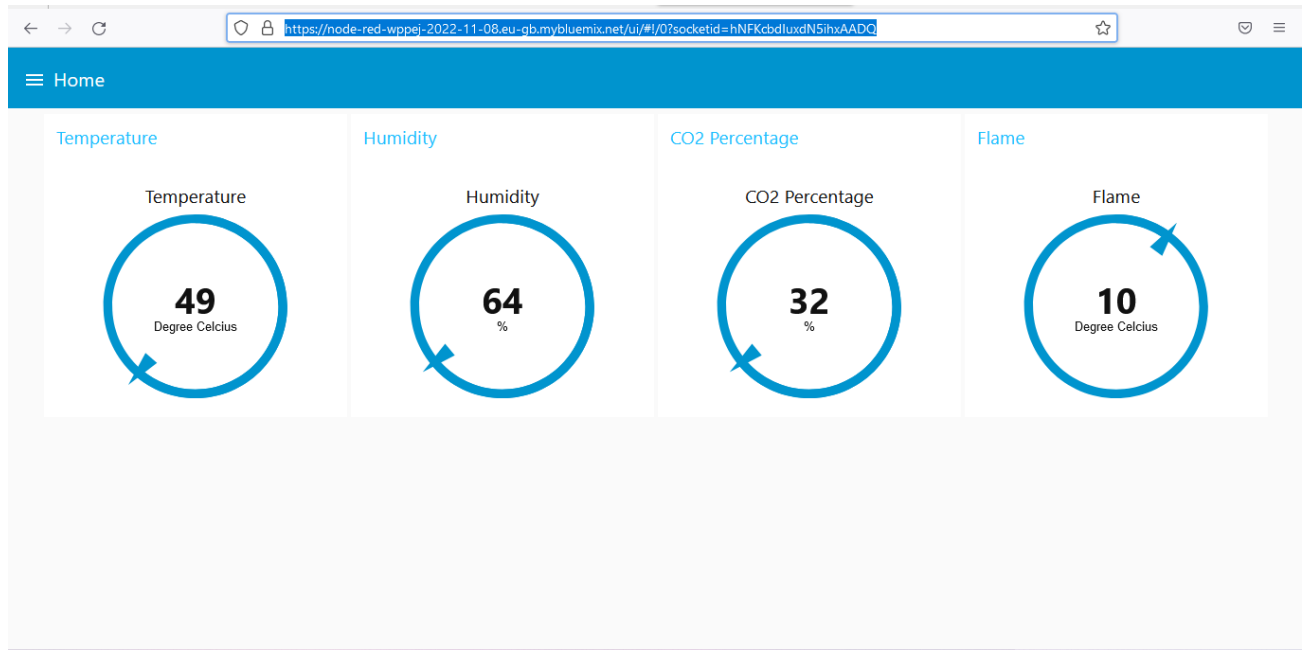 https://node-red-wppej-2022-11-08.eu-gb.mybluemix.net/ui/#!/0?socketid=hNFKcbdIuxdN5ihxAADQ
Home
Temperature
Humidity
CO2 Percentage
Flame
Temperature
49
Degree Celcius
Humidity
64
%
CO2 Percentage
32
%
Flame
10
Degree Celcius